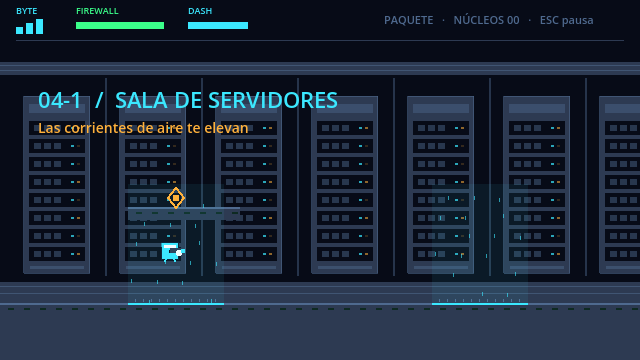 BYTE FIREWALL DASH
PAQUETE · NÚCLEOS 00 · ESC pausa
04-1 / SALA DE SERVIDORES
Las corrientes de aire te elevan